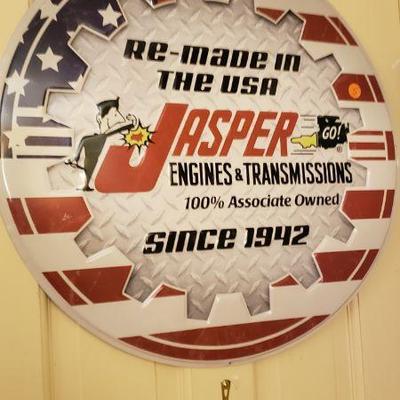 RE-MADE IN
THE USA
JASPER GO!
ENGINES & TRANSMISSIONS
100% Associate Owned
SINCE 1942